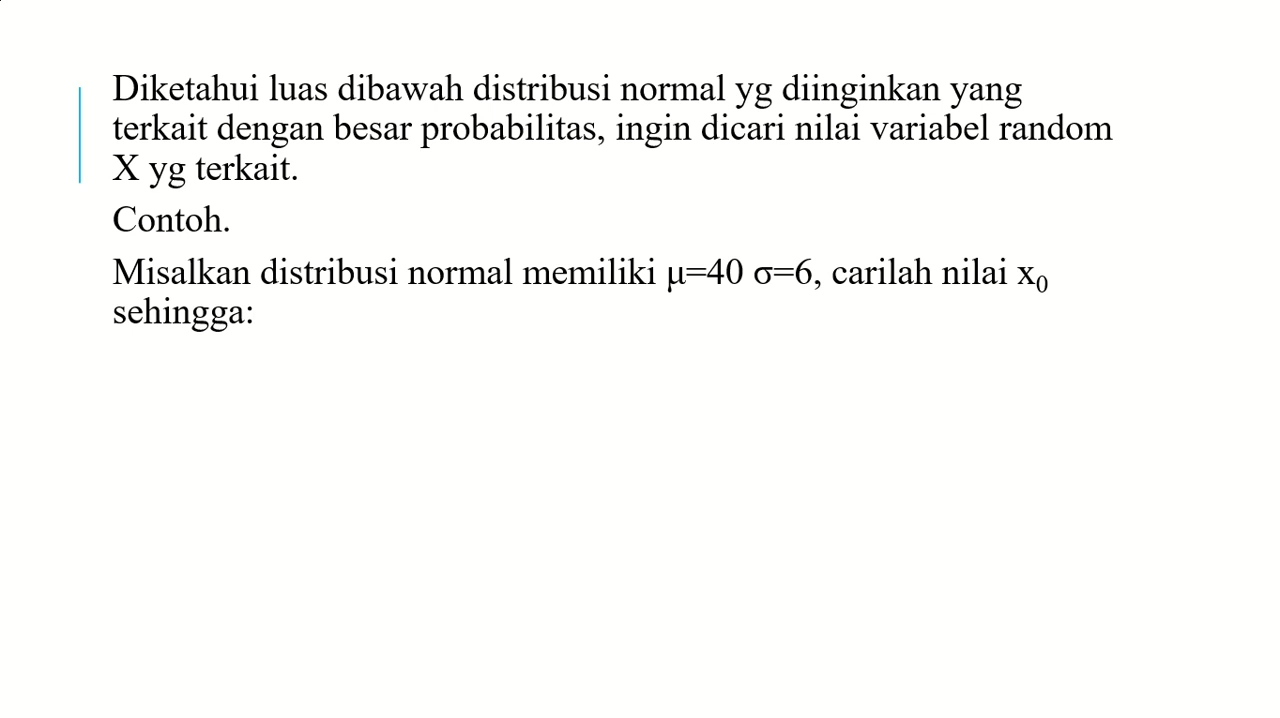 Diketahui luas dibawah distribusi normal yg diinginkan yang
terkait dengan besar probabilitas, ingin dicari nilai variabel random
X yg terkait.
Contoh.
Misalkan distribusi normal memiliki μ=40 σ=6, carilah nilai x₀
sehingga: